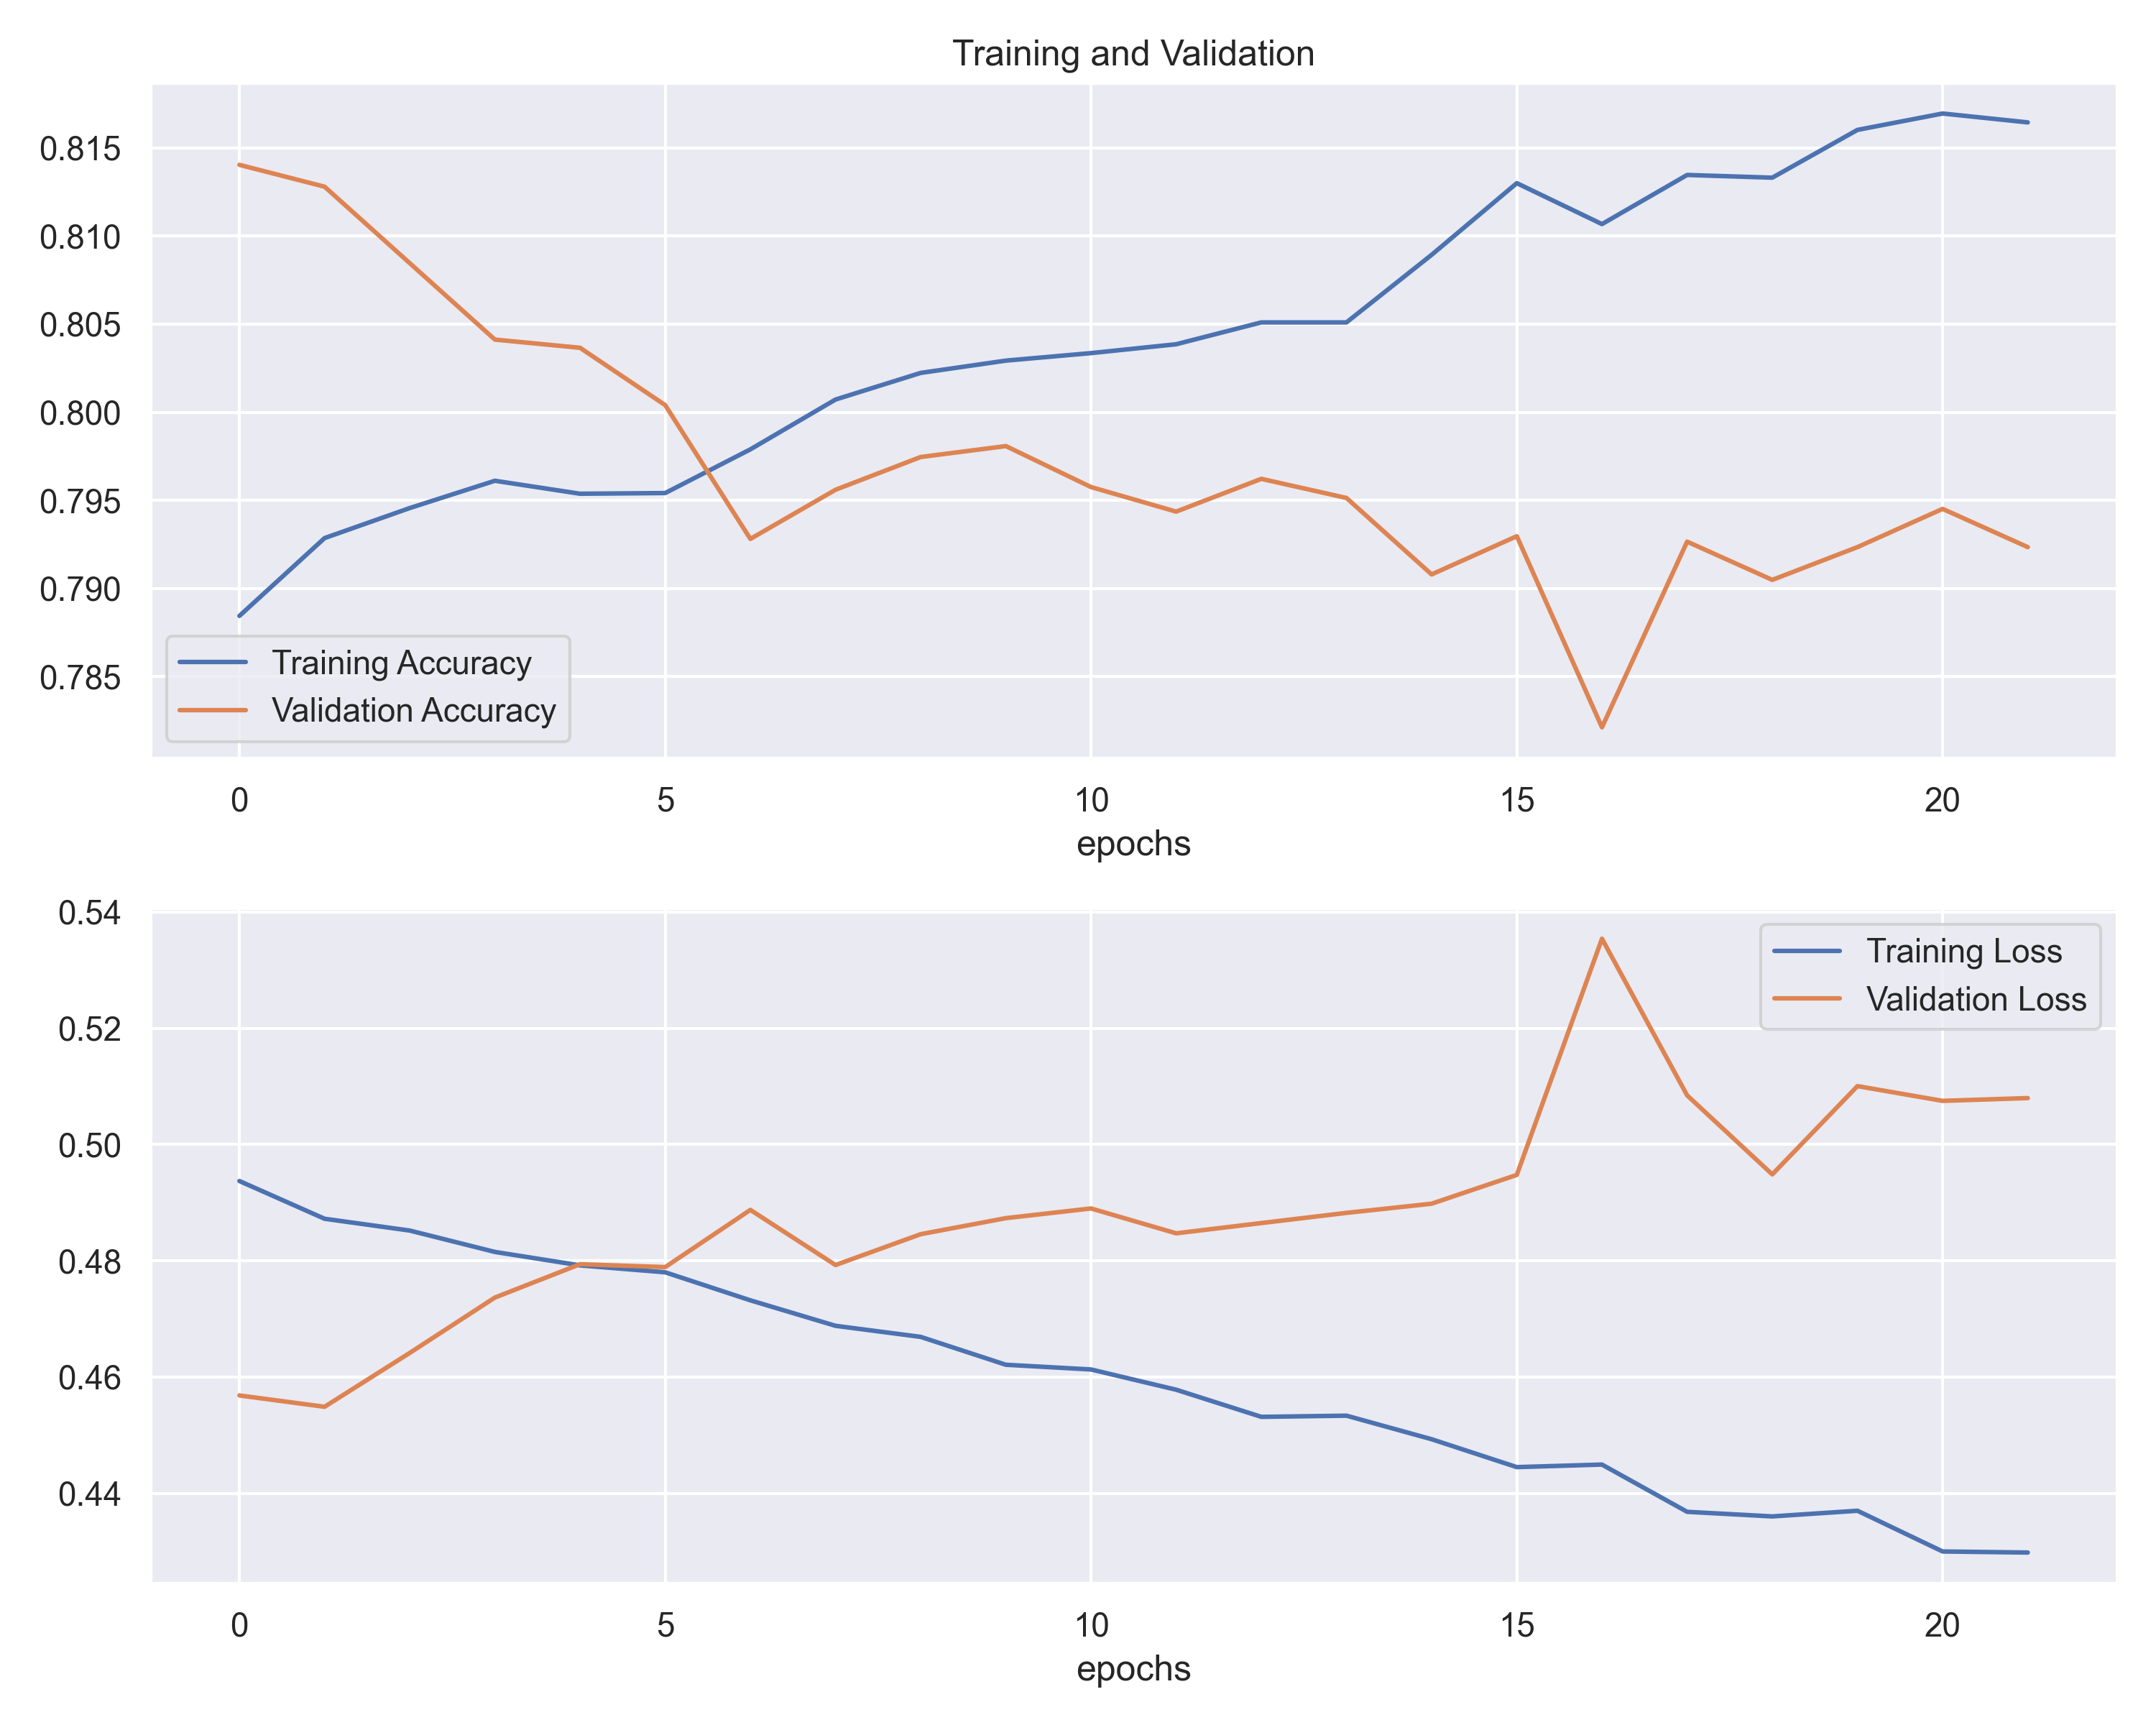 Training and Validation
0.815
0.810
0.805
0.800
0.795
0.790
0.785
Training Accuracy
Validation Accuracy
0 5 10 15 20
epochs
0.54
0.52
0.50
0.48
0.46
0.44
Training Loss
Validation Loss
0 5 10 15 20
epochs